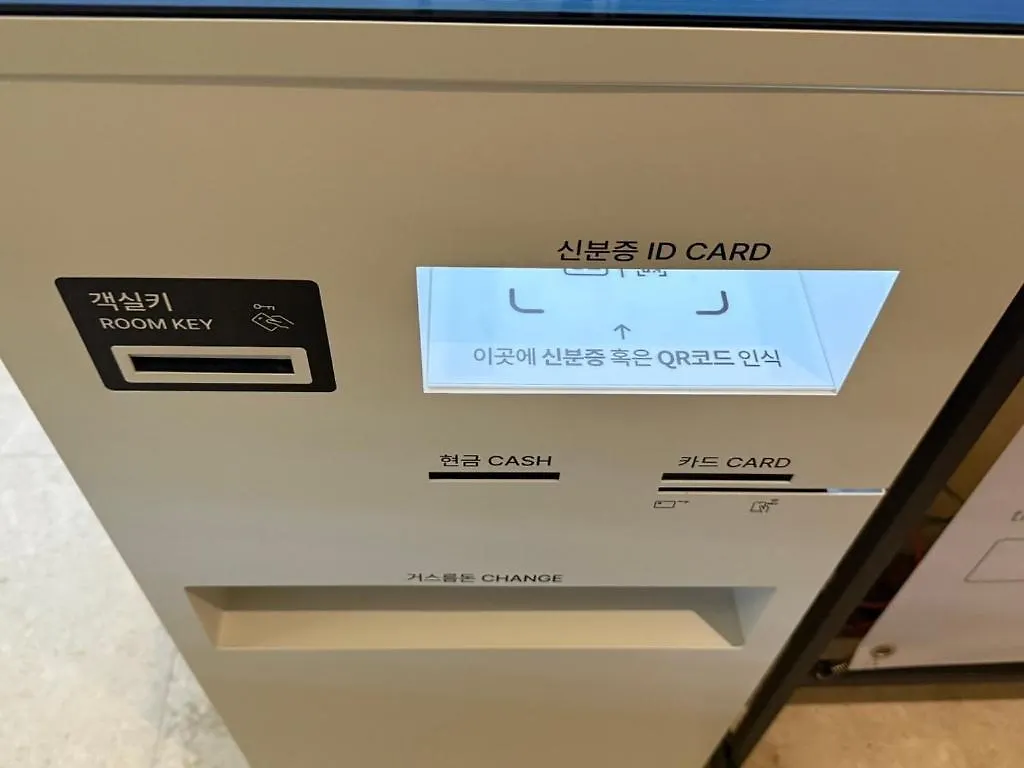 신분증 ID CARD
객실키
ROOM KEY
이곳에 신분증 혹은 QR코드 인식
현금 CASH
카드 CARD
거스름돈 CHANGE